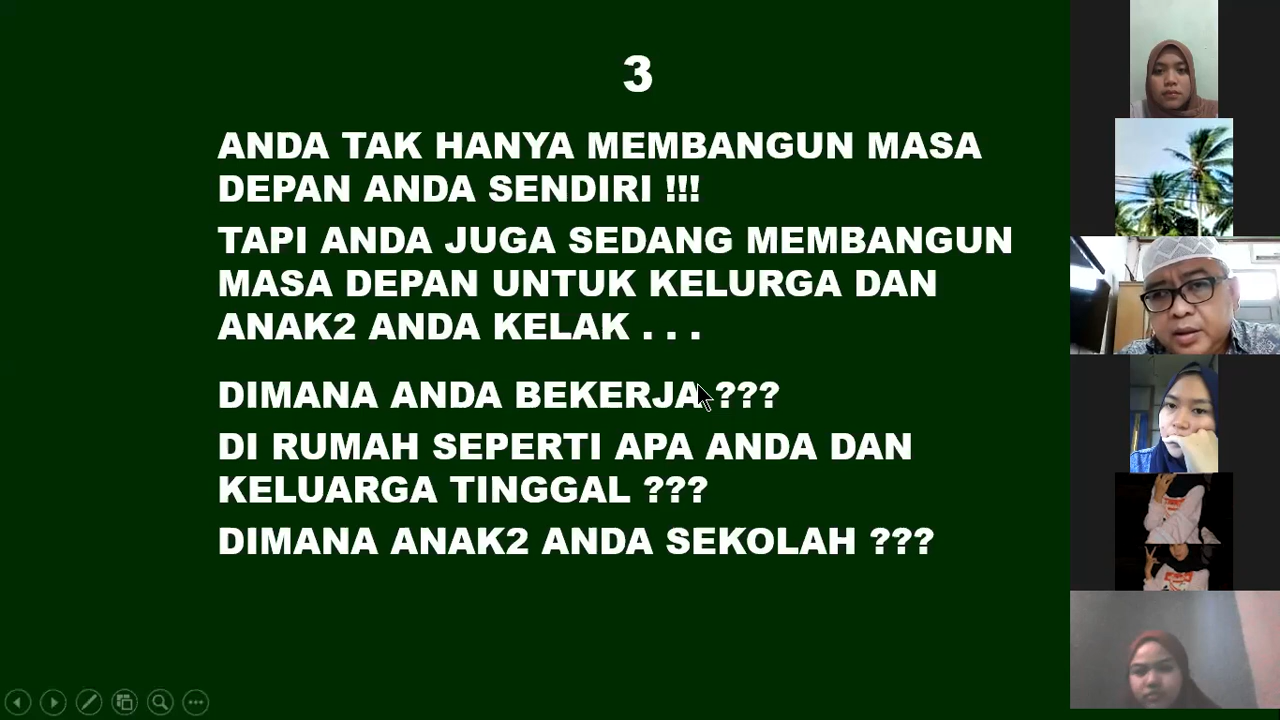 3
ANDA TAK HANYA MEMBANGUN MASA
DEPAN ANDA SENDIRI !!!
TAPI ANDA JUGA SEDANG MEMBANGUN
MASA DEPAN UNTUK KELURGA DAN
ANAK2 ANDA KELAK . . .
DIMANA ANDA BEKERJA ???
DI RUMAH SEPERTI APA ANDA DAN
KELUARGA TINGGAL ???
DIMANA ANAK2 ANDA SEKOLAH ???